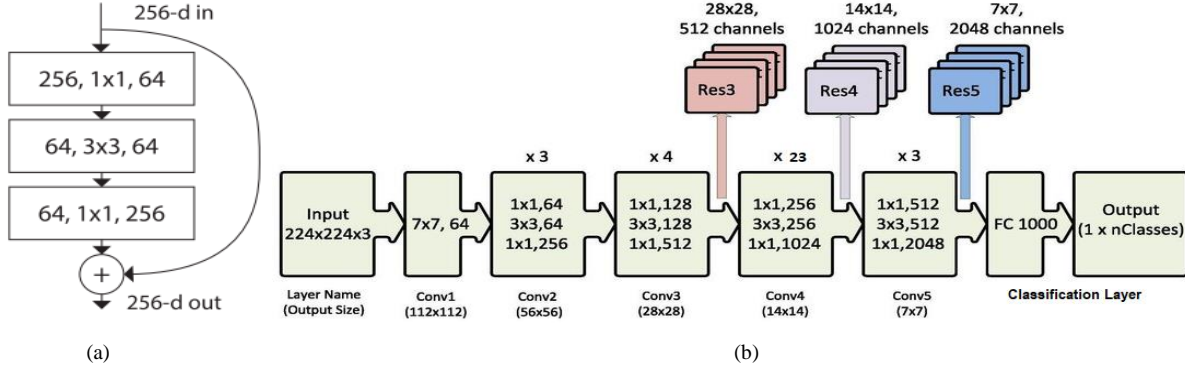 256-d in
256, 1x1, 64
64, 3x3, 64
64, 1x1, 256
+
256-d out
(a)
28x28,
512 channels
14x14,
1024 channels
7x7,
2048 channels
Res3
Res4
Res5
x 3
x 4
x 23
x 3
Input
224x224x3
7x7, 64
1x1,64
3x3,64
1x1,256
1x1,128
3x3,128
1x1,512
1x1,256
3x3,256
1x1,1024
1x1,512
3x3,512
1x1,2048
FC 1000
Output
(1 x nClasses)
Layer Name
(Output Size)
Conv1
(112x112)
Conv2
(56x56)
Conv3
(28x28)
Conv4
(14x14)
Conv5
(7x7)
Classification Layer
(b)